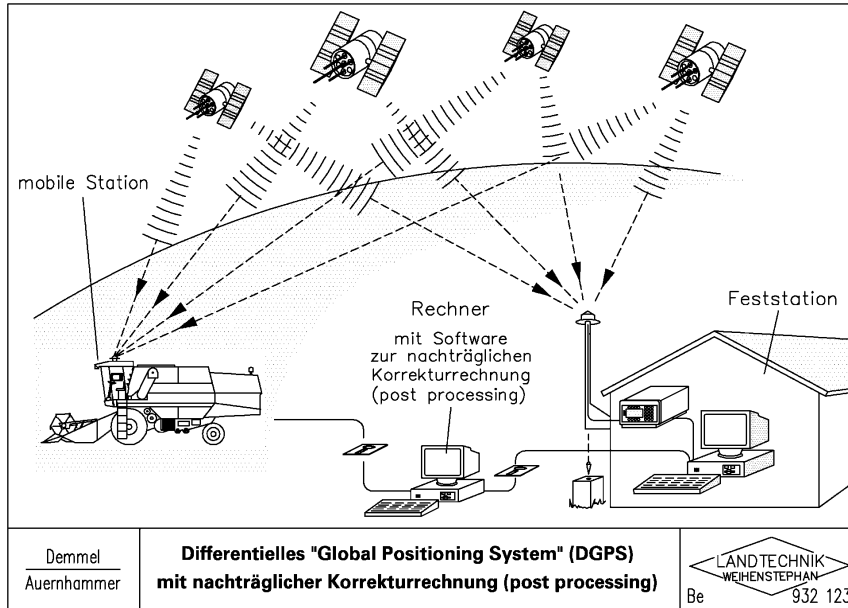 mobile Station
Rechner
mit Software
zur nachträglichen
Korrekturrechnung
(post processing)
Feststation
Demmel
Auernhammer
Differentielles "Global Positioning System" (DGPS)
mit nachträglicher Korrekturrechnung (post processing)
LANDTECHNIK
WEIHENSTEPHAN
Be 932 123